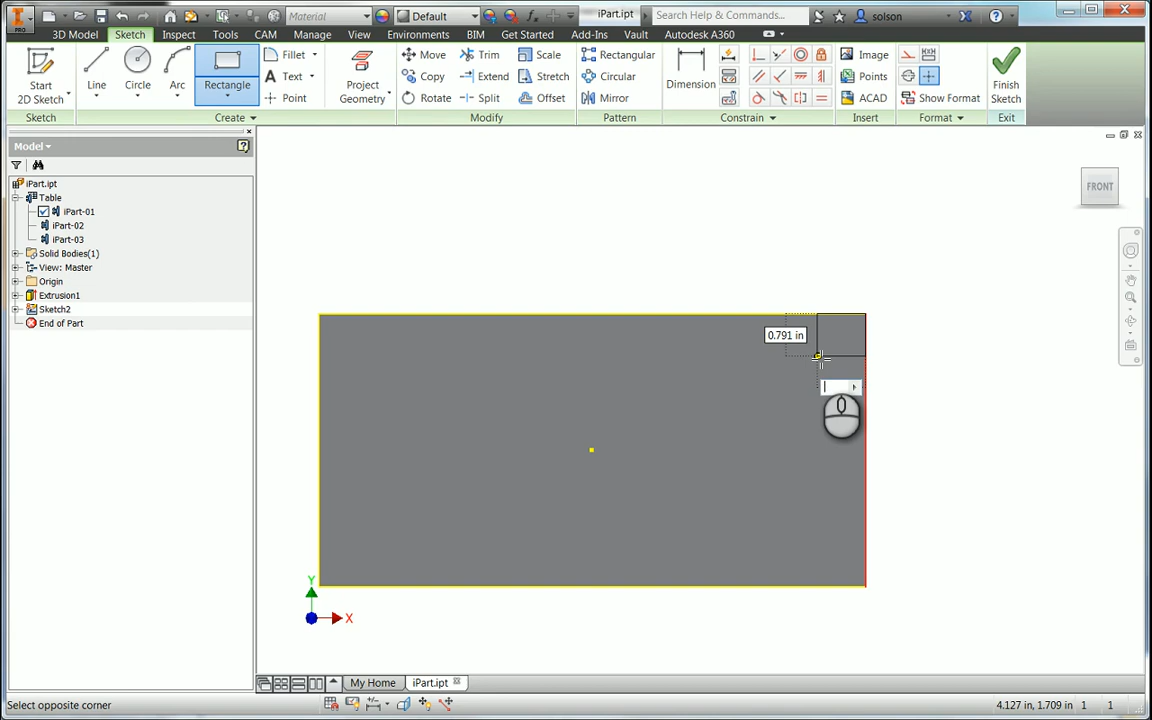 Material
Default
iPart.ipt
Search Help & Commands...
solson
PRO
3D Model
Sketch
Inspect
Tools
CAM
Manage
View
Environments
BIM
Get Started
Add-Ins
Vault
Autodesk A360
Start
2D Sketch
Line
Circle
Arc
Rectangle
Fillet
Text
Point
Project
Geometry
Move
Copy
Rotate
Trim
Extend
Split
Scale
Stretch
Offset
Rectangular
Circular
Mirror
Dimension
Image
Points
ACAD
Show Format
Finish
Sketch
Sketch
Create
Modify
Pattern
Constrain
Insert
Format
Exit
Model
iPart.ipt
Table
iPart-01
iPart-02
iPart-03
Solid Bodies(1)
View: Master
Origin
Extrusion1
Sketch2
End of Part
FRONT
0.791 in
Y
X
My Home
iPart.ipt
Select opposite corner
4.127 in, 1.709 in 1 1